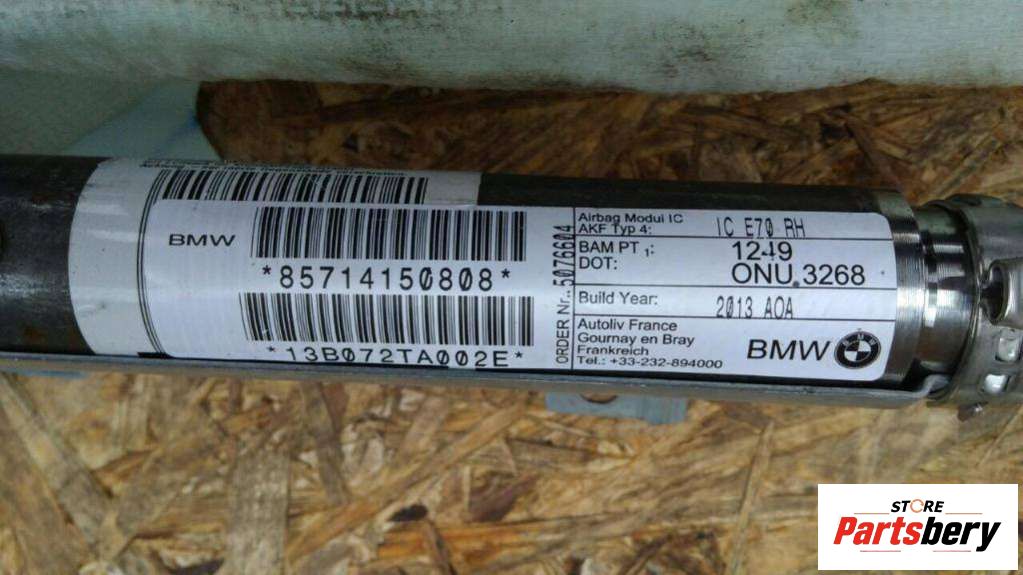 BMW
*85714150808*
*13B072TA002E*
ORDER Nr.: 5076604
Airbag Modul IC
AKF Typ 4: IC E70 RH
BAM PT 1: 1249
DOT: ONU.3268
Build Year: 2013 AOA
Autoliv France
Gournay en Bray
Frankreich
Tel.: +33-232-894000
BMW
STORE
Partsbery